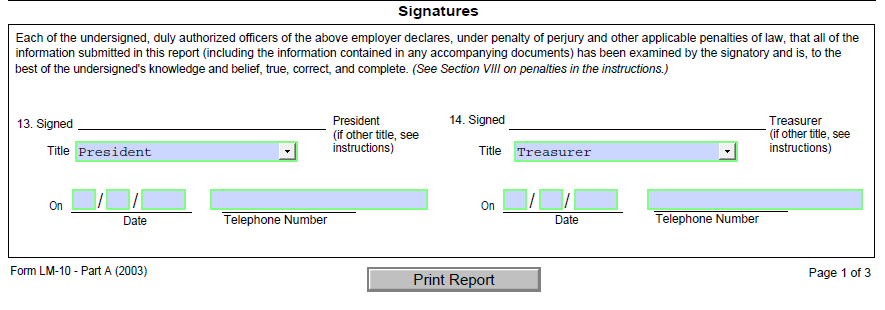 Signatures
Each of the undersigned, duly authorized officers of the above employer declares, under penalty of perjury and other applicable penalties of law, that all of the
information submitted in this report (including the information contained in any accompanying documents) has been examined by the signatory and is, to the
best of the undersigned's knowledge and belief, true, correct, and complete. (See Section VIII on penalties in the instructions.)
13. Signed
President
(if other title, see
instructions)
Title President
On / /
Date
Telephone Number
14. Signed
Treasurer
(if other title, see
instructions)
Title Treasurer
On / /
Date
Telephone Number
Form LM-10 - Part A (2003)
Print Report
Page 1 of 3